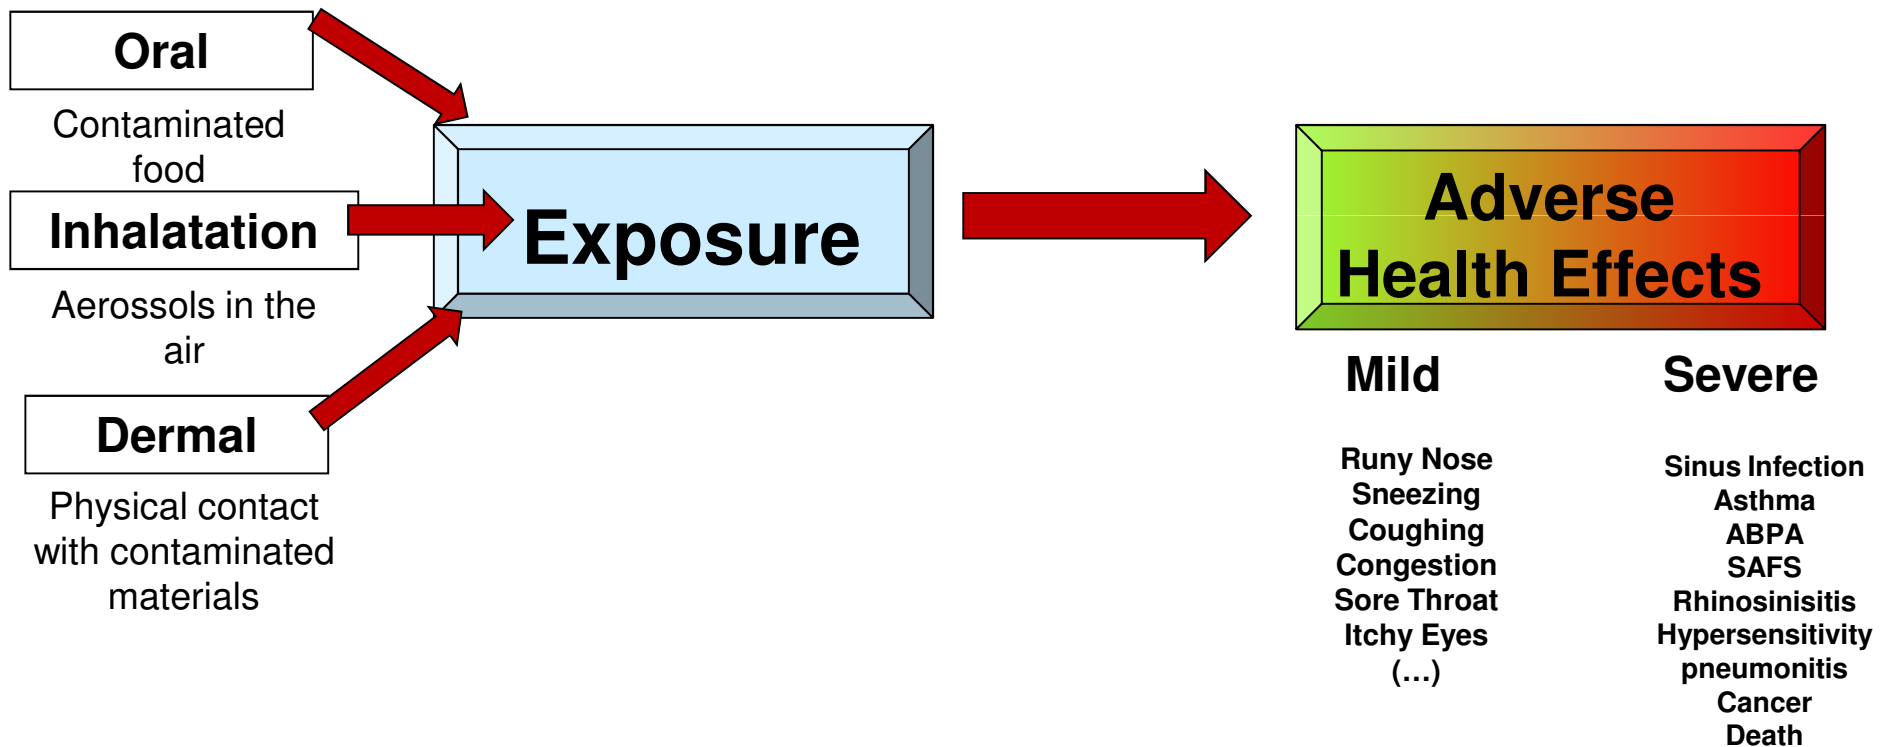 Oral
Contaminated
food
Inhalatation
Aerossols in the
air
Dermal
Physical contact
with contaminated
materials
Exposure
Adverse
Health Effects
Mild
Runy Nose
Sneezing
Coughing
Congestion
Sore Throat
Itchy Eyes
(...)
Severe
Sinus Infection
Asthma
ABPA
SAFS
Rhinosinisitis
Hypersensitivity
pneumonitis
Cancer
Death